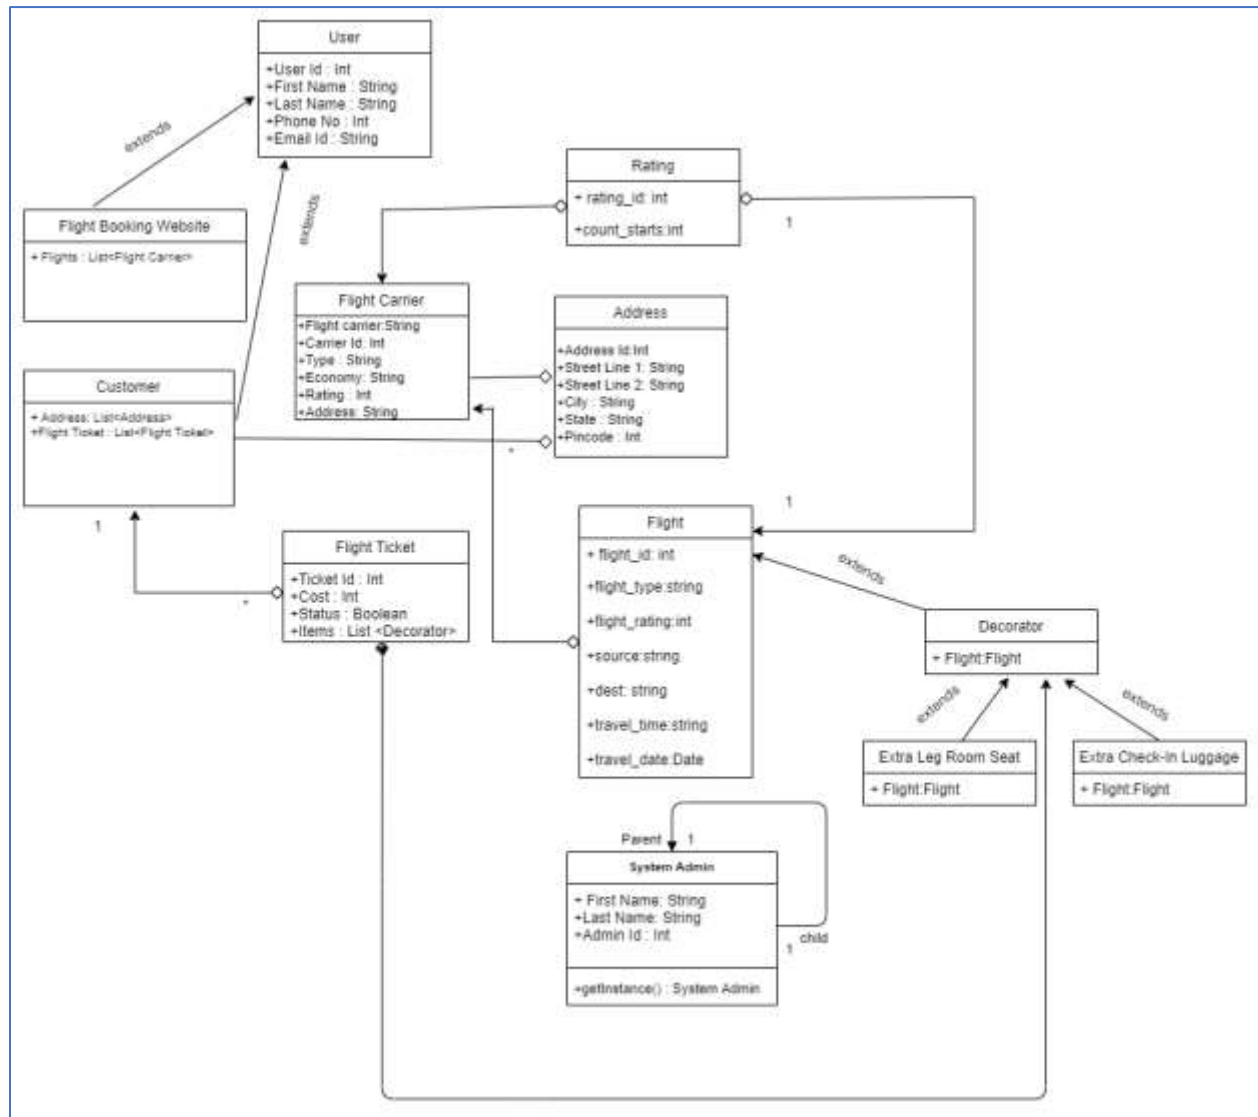 User
+User Id : Int
+First Name : String
+Last Name : String
+Phone No : Int
+Email Id : String
extends
extends
Rating
+ rating_id: int
+count_starts:int
1
Flight Booking Website
+ Flights : List<Flight Carrier>
Flight Carrier
+Flight carrier:String
+Carrier Id: Int
+Type : String
+Economy: String
+Rating : Int
+Address: String
Address
+Address Id:Int
+Street Line 1: String
+Street Line 2: String
+City : String
+State : String
+Pincode : Int
Customer
+ Address: List<Address>
+Flight Ticket : List<Flight Ticket>
*
1
1
Flight Ticket
+Ticket Id : Int
+Cost : Int
+Status : Boolean
+Items : List <Decorator>
*
Flight
+ flight_id: int
+flight_type:string
+flight_rating:int
+source:string
+dest: string
+travel_time:string
+travel_date:Date
extends
Decorator
+ Flight:Flight
extends
extends
Extra Leg Room Seat
+ Flight:Flight
Extra Check-In Luggage
+ Flight:Flight
Parent
1
System Admin
+ First Name: String
+Last Name: String
+Admin Id : Int
child
1
+getInstance() : System Admin